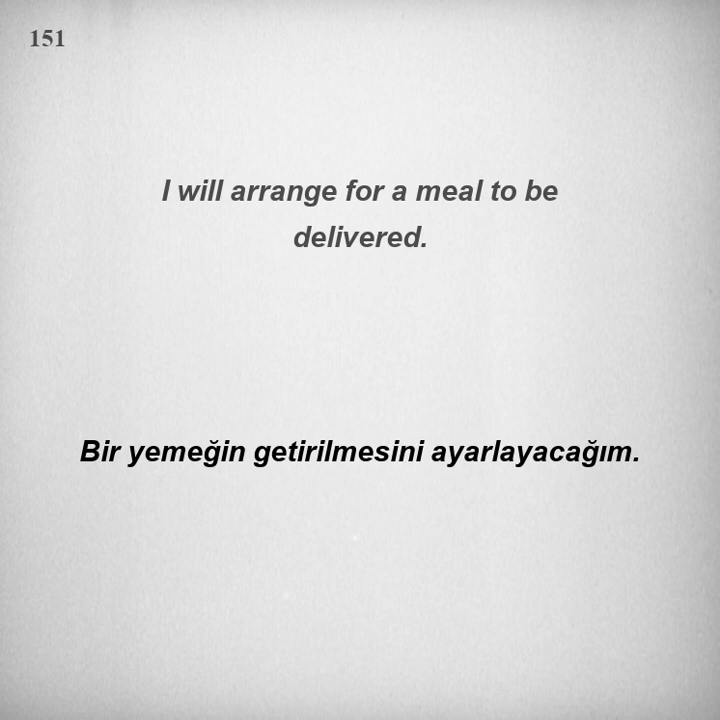 151
I will arrange for a meal to be
delivered.
Bir yemeğin getirilmesini ayarlayacağım.